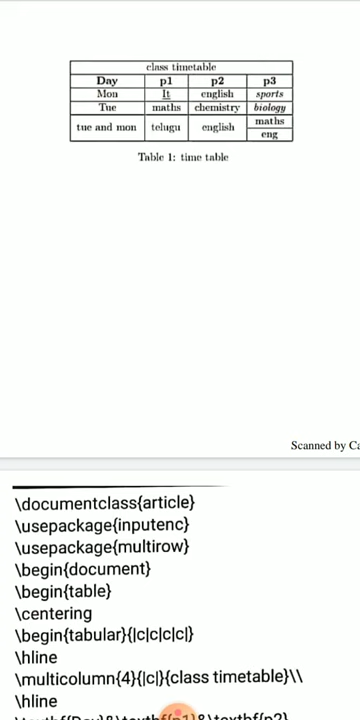 class timetable
Day p1 p2 p3
Mon It english sports
Tue maths chemistry biology
tue and mon telugu english maths
eng
Table 1: time table
Scanned by Ca
\documentclass{article}
\usepackage{inputenc}
\usepackage{multirow}
\begin{document}
\begin{table}
\centering
\begin{tabular}{|c|c|c|c|}
\hline
\multicolumn{4}{|c|}{class timetable}\\
\hline